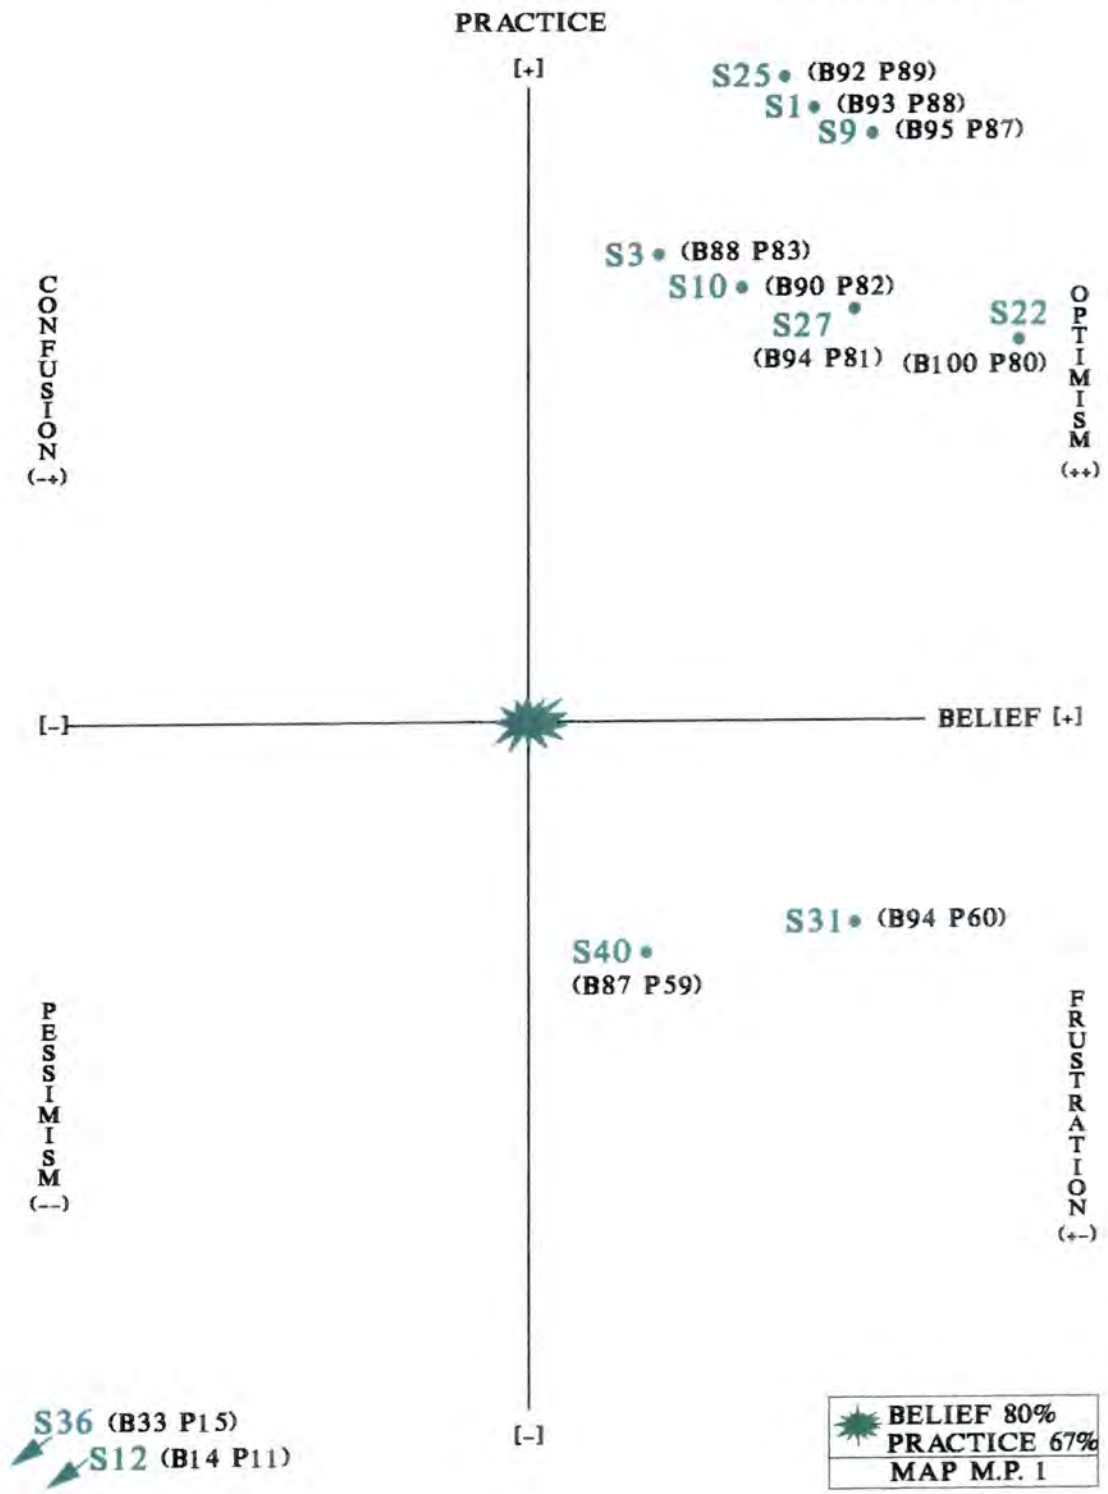 PRACTICE
[+]
S25 (B92 P89)
S1 (B93 P88)
S9 (B95 P87)
S3 (B88 P83)
S10 (B90 P82)
S27
(B94 P81)
S22
(B100 P80)
CONFUSION
(-+)
OPTIMISM
(++)
[-]
BELIEF [+]
S31 (B94 P60)
S40
(B87 P59)
PESSIMISM
(--)
FRUSTRATION
(+-)
S36 (B33 P15)
S12 (B14 P11)
[-]
BELIEF 80%
PRACTICE 67%
MAP M.P. 1